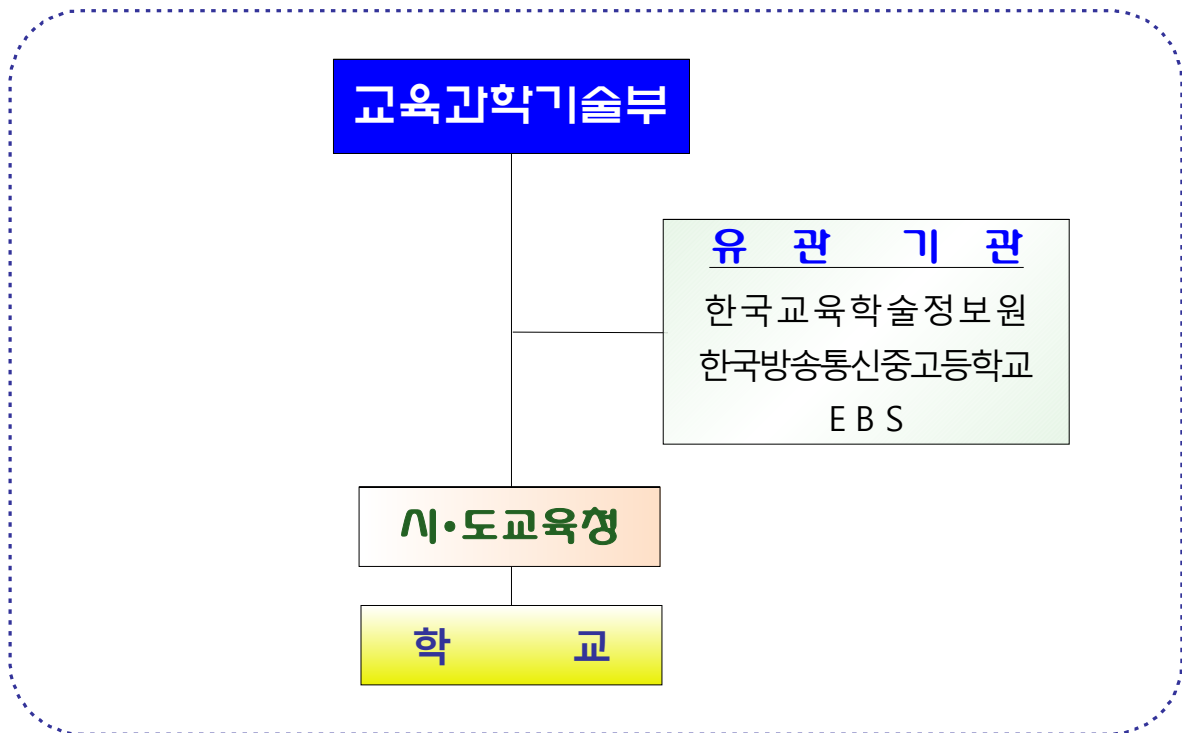 교육과학기술부
유 관 기 관
한국교육학술정보원
한국방송통신중고등학교
E B S
시·도교육청
학 교